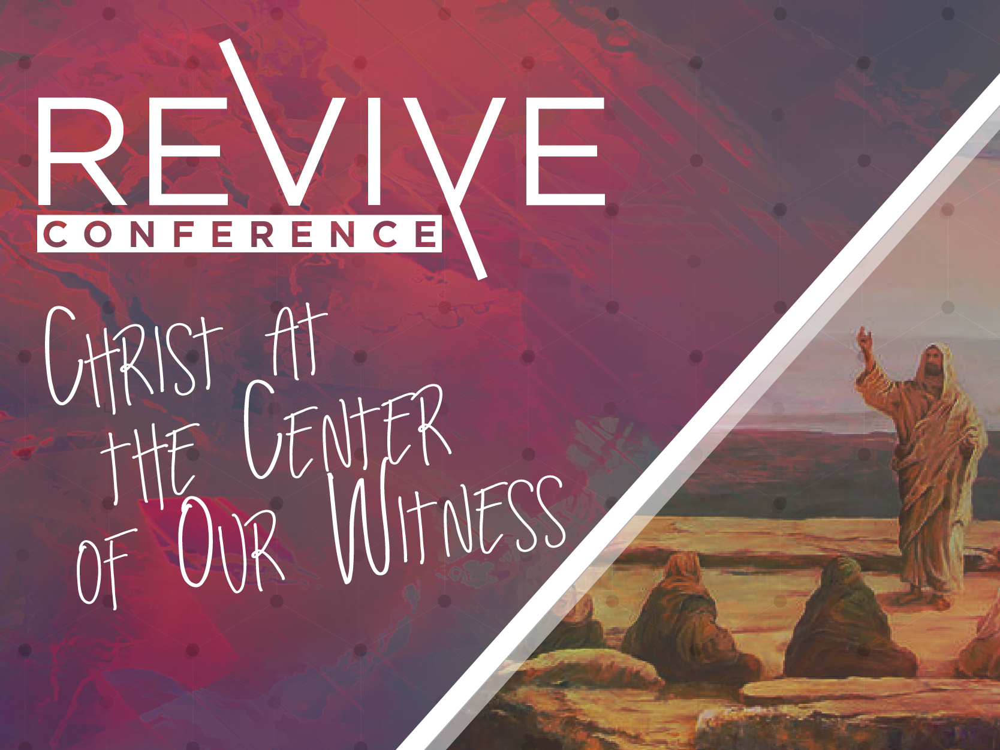 REVIVE
CONFERENCE
CHRIST AT
THE CENTER
OF OUR WITNESS